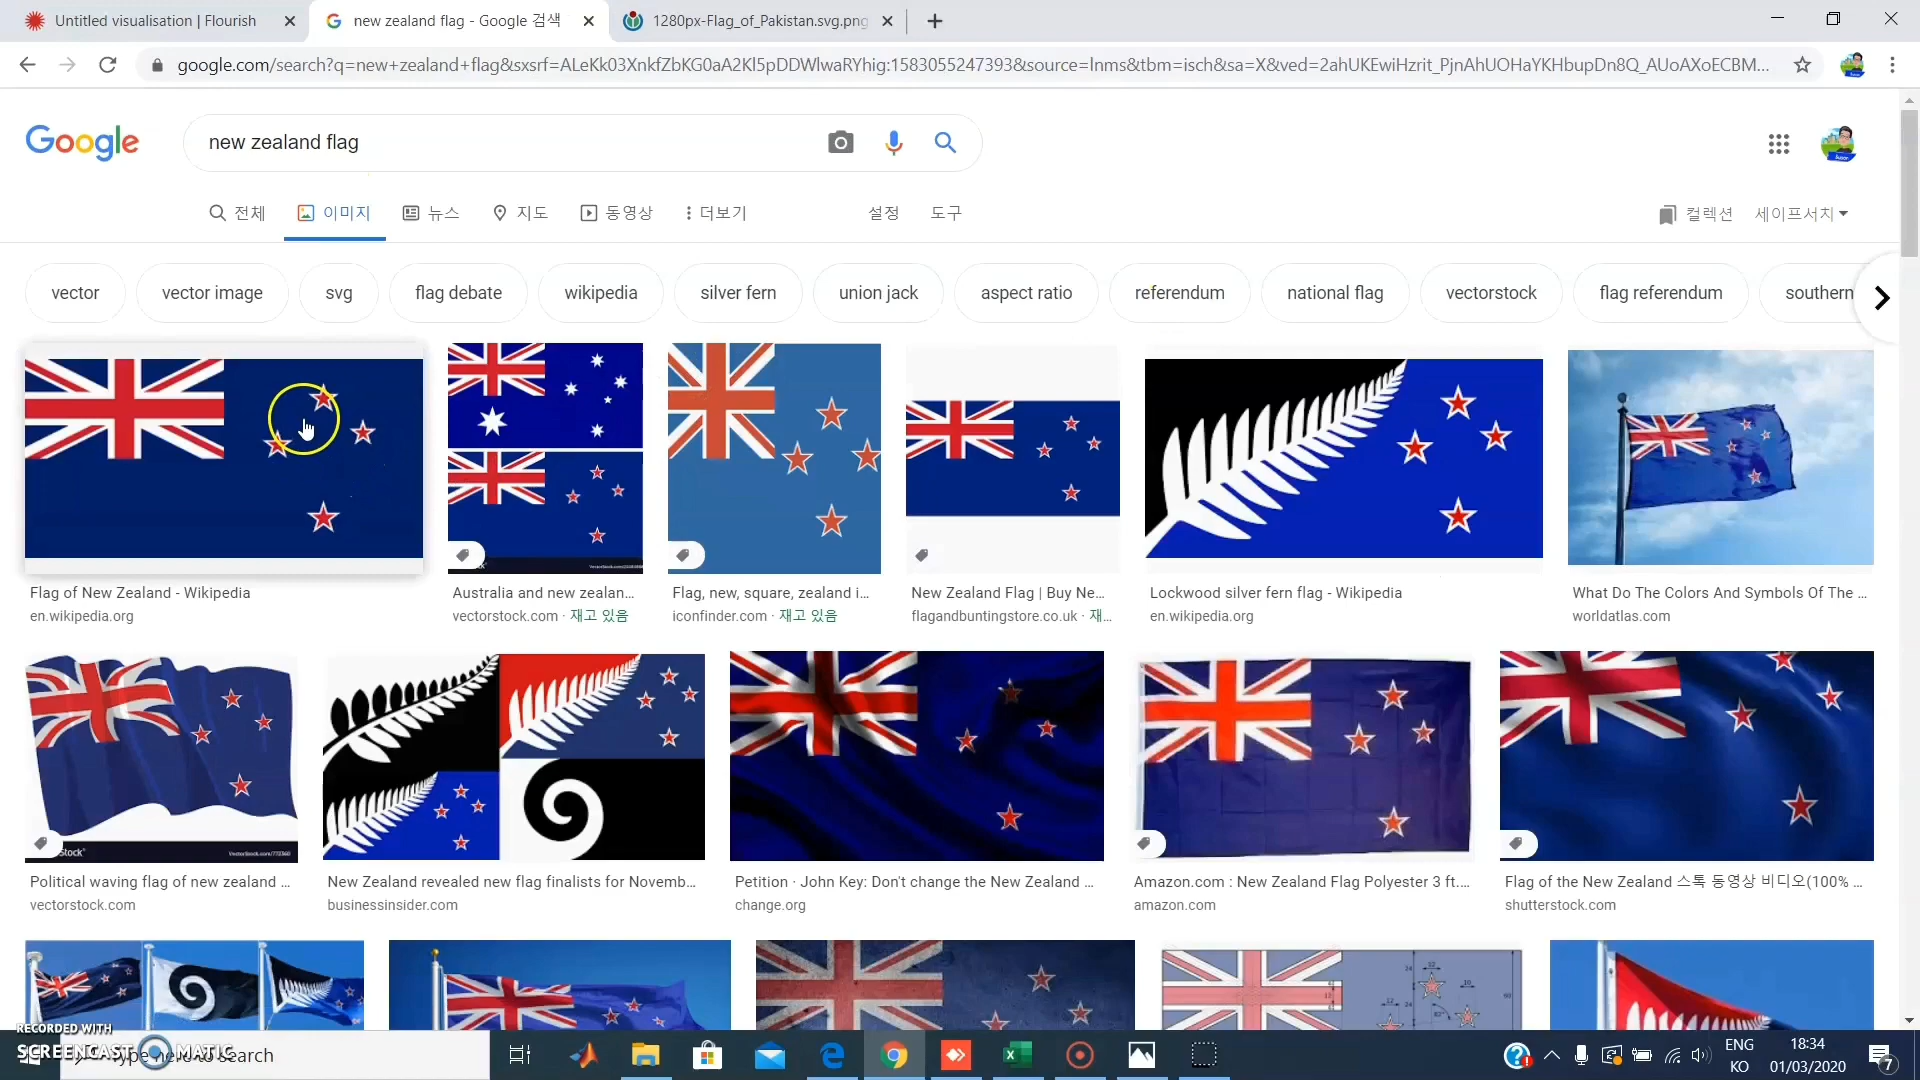 Untitled visualisation | Flourish
new zealand flag - Google 검색
1280px-Flag_of_Pakistan.svg.png
google.com/search?q=new+zealand+flag&sxsrf=ALeKk03XnkfZbKG0aA2Kl5pDDWlwaRYhig:1583055247393&source=lnms&tbm=isch&sa=X&ved=2ahUKEwiHzrit_PjnAhUOHaYKHbupDn8Q_AUoAXoECBM...
Google
new zealand flag
전체
이미지
뉴스
지도
동영상
더보기
설정
도구
컬렉션
세이프서치
vector
vector image
svg
flag debate
wikipedia
silver fern
union jack
aspect ratio
referendum
national flag
vectorstock
flag referendum
southern
Flag of New Zealand - Wikipedia
en.wikipedia.org
Australia and new zealan...
vectorstock.com · 재고 있음
Flag, new, square, zealand i...
iconfinder.com · 재고 있음
New Zealand Flag | Buy Ne...
flagandbuntingstore.co.uk · 재...
Lockwood silver fern flag - Wikipedia
en.wikipedia.org
What Do The Colors And Symbols Of The ...
worldatlas.com
Political waving flag of new zealand ...
vectorstock.com
New Zealand revealed new flag finalists for Novemb...
businessinsider.com
Petition · John Key: Don't change the New Zealand ...
change.org
Amazon.com : New Zealand Flag Polyester 3 ft....
amazon.com
Flag of the New Zealand 스톡 동영상 비디오(100% ...
shutterstock.com
RECORDED WITH
SCREENCAST MATIC
Type here to search
ENG
KO
18:34
01/03/2020
7